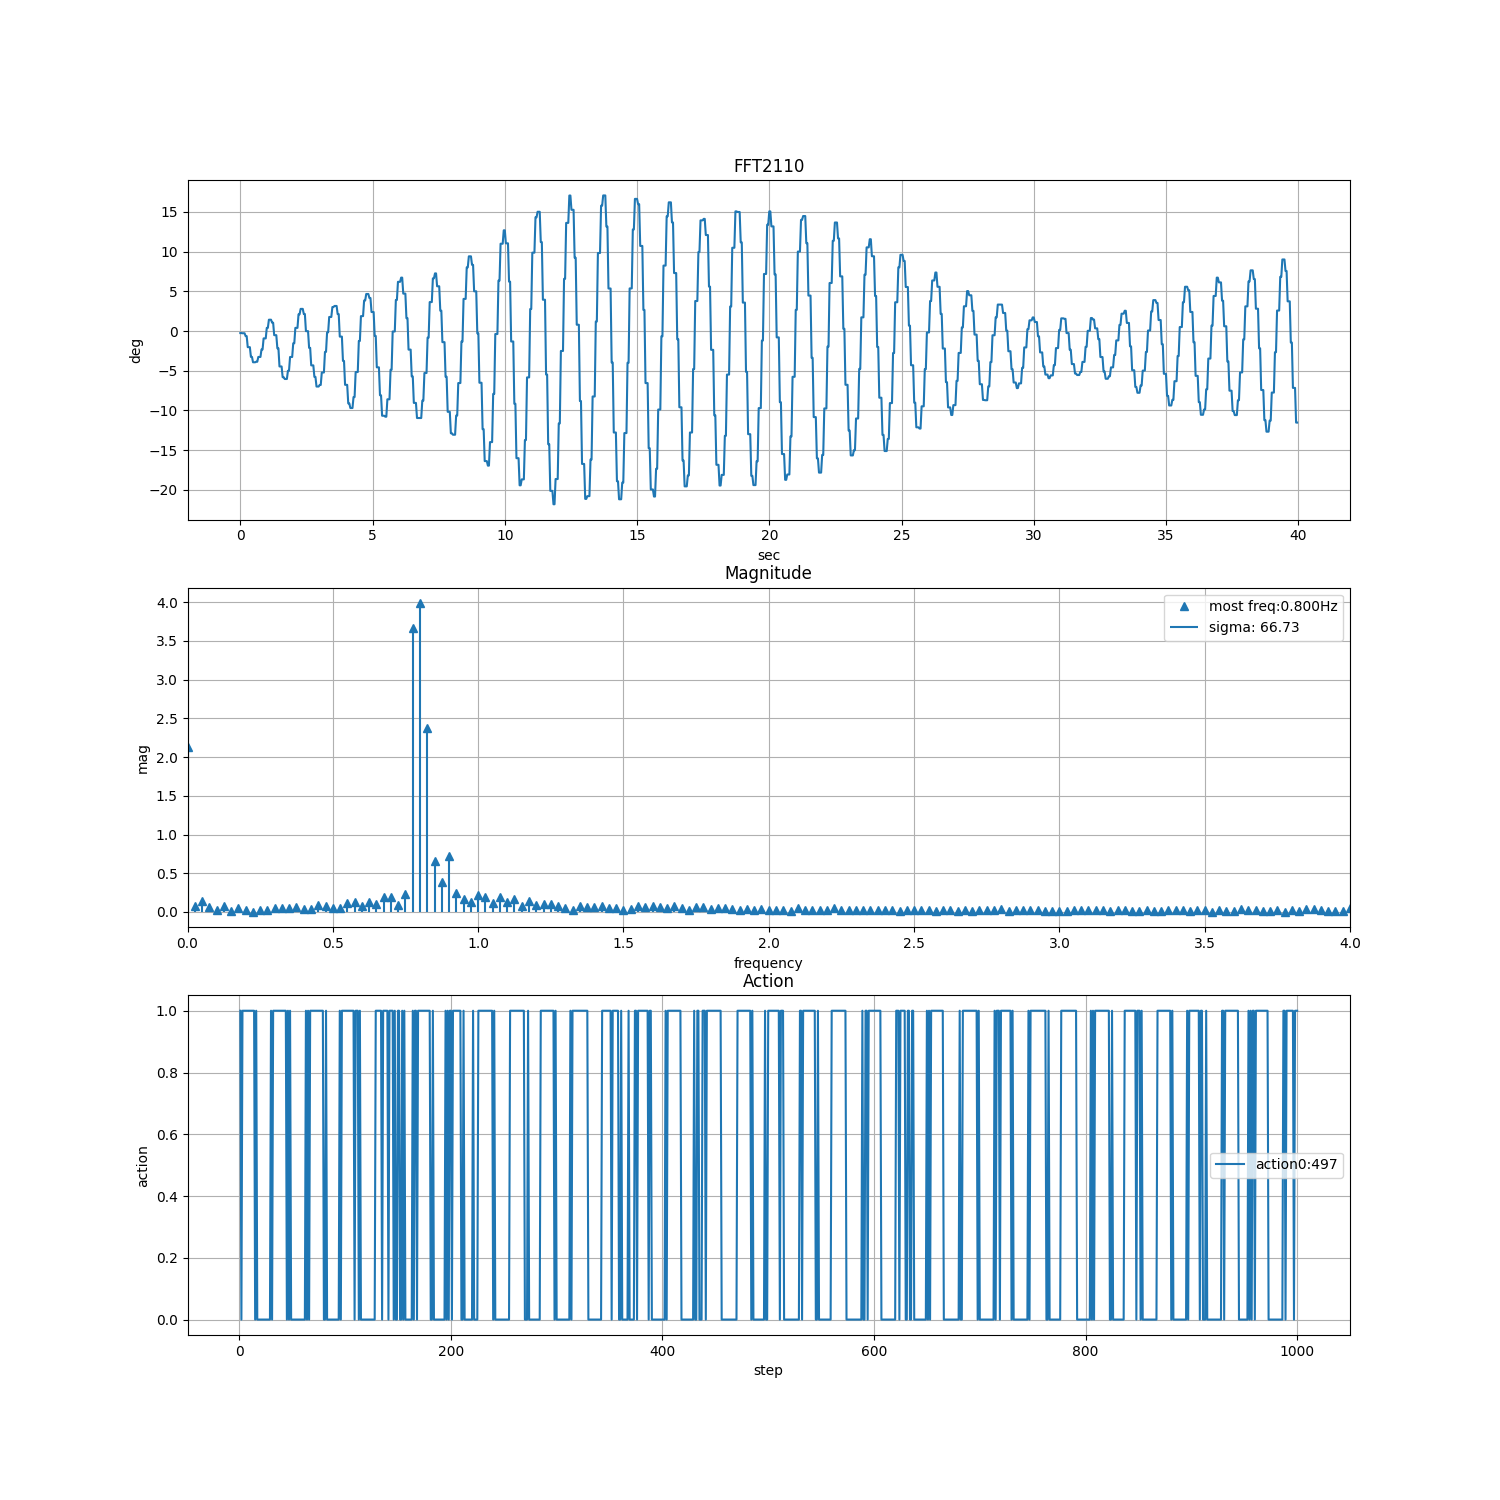 FFT2110
15
10
5
0
−5
−10
−15
−20
deg
0 5 10 15 20 25 30 35 40
sec
Magnitude
4.0
3.5
3.0
2.5
2.0
1.5
1.0
0.5
0.0
mag
most freq:0.800Hz
sigma: 66.73
0.0 0.5 1.0 1.5 2.0 2.5 3.0 3.5 4.0
frequency
Action
1.0
0.8
0.6
0.4
0.2
0.0
action
action0:497
0 200 400 600 800 1000
step